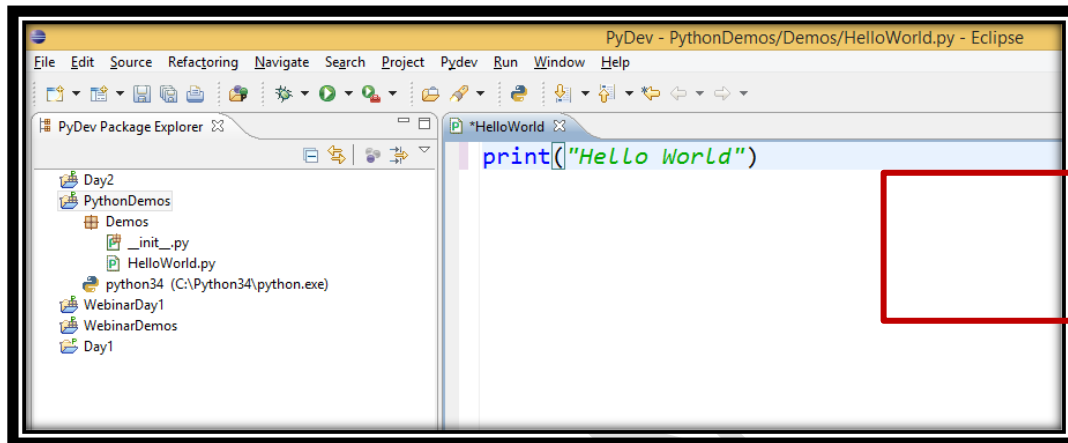 PyDev - PythonDemos/Demos/HelloWorld.py - Eclipse
File Edit Source Refactoring Navigate Search Project Pydev Run Window Help
PyDev Package Explorer
*HelloWorld
print("Hello World")
Day2
PythonDemos
Demos
__init__.py
HelloWorld.py
python34 (C:\Python34\python.exe)
WebinarDay1
WebinarDemos
Day1